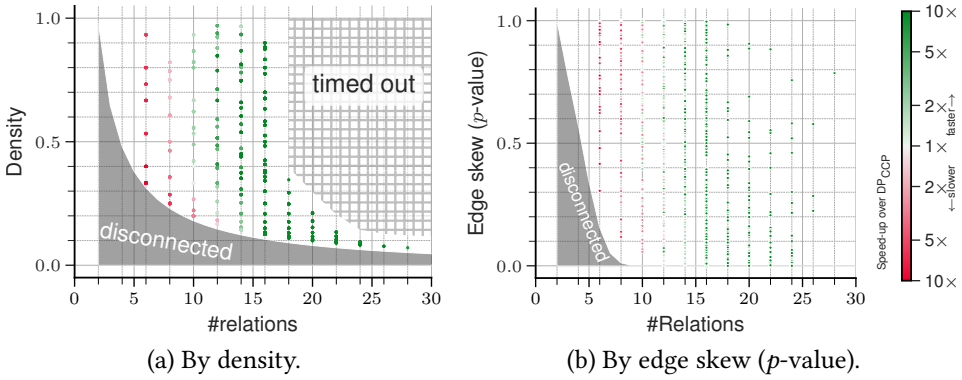 1.0
0.5
0.0
Density
timed out
disconnected
0 5 10 15 20 25 30
#relations
(a) By density.
1.0
0.5
0.0
Edge skew (p-value)
disconnected
0 5 10 15 20 25 30
#Relations
(b) By edge skew (p-value).
Speed-up over DPCCP
←slower faster→
10×
5×
2×
1×
2×
5×
10×